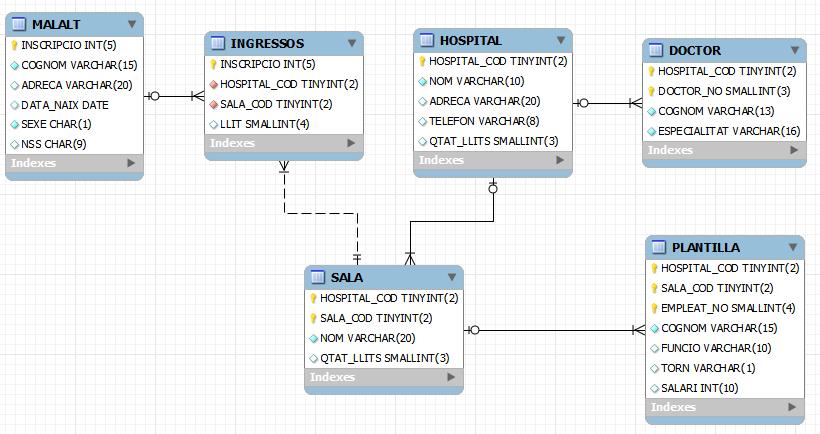 MALALT
INSCRIPCIO INT(5)
COGNOM VARCHAR(15)
ADRECA VARCHAR(20)
DATA_NAIX DATE
SEXE CHAR(1)
NSS CHAR(9)
Indexes
INGRESSOS
INSCRIPCIO INT(5)
HOSPITAL_COD TINYINT(2)
SALA_COD TINYINT(2)
LLIT SMALLINT(4)
Indexes
HOSPITAL
HOSPITAL_COD TINYINT(2)
NOM VARCHAR(10)
ADRECA VARCHAR(20)
TELEFON VARCHAR(8)
QTAT_LLITS SMALLINT(3)
Indexes
DOCTOR
HOSPITAL_COD TINYINT(2)
DOCTOR_NO SMALLINT(3)
COGNOM VARCHAR(13)
ESPECIALITAT VARCHAR(16)
Indexes
SALA
HOSPITAL_COD TINYINT(2)
SALA_COD TINYINT(2)
NOM VARCHAR(20)
QTAT_LLITS SMALLINT(3)
Indexes
PLANTILLA
HOSPITAL_COD TINYINT(2)
SALA_COD TINYINT(2)
EMPLEAT_NO SMALLINT(4)
COGNOM VARCHAR(15)
FUNCIO VARCHAR(10)
TORN VARCHAR(1)
SALARI INT(10)
Indexes